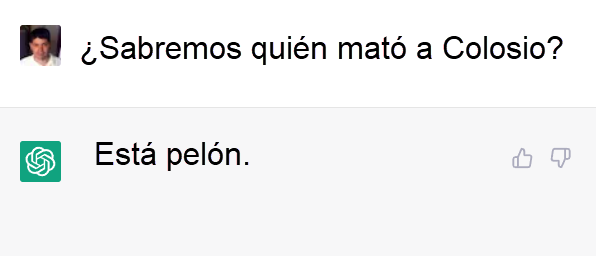 ¿Sabremos quién mató a Colosio?
Está pelón.